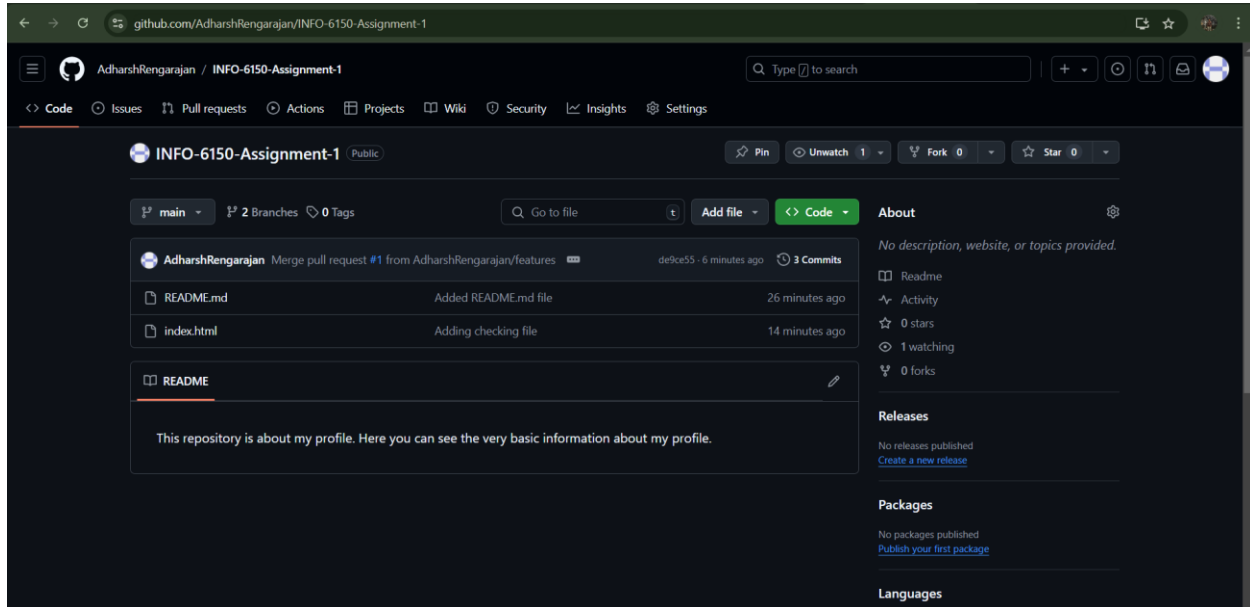 github.com/AdharshRengarajan/INFO-6150-Assignment-1
AdharshRengarajan / INFO-6150-Assignment-1
Type / to search
Code Issues Pull requests Actions Projects Wiki Security Insights Settings
INFO-6150-Assignment-1 Public
Pin Unwatch 1 Fork 0 Star 0
main 2 Branches 0 Tags Go to file t Add file Code
About
No description, website, or topics provided.
AdharshRengarajan Merge pull request #1 from AdharshRengarajan/features de9ce55 · 6 minutes ago 3 Commits
README.md Added README.md file 26 minutes ago
index.html Adding checking file 14 minutes ago
Readme
Activity
0 stars
1 watching
0 forks
README
This repository is about my profile. Here you can see the very basic information about my profile.
Releases
No releases published
Create a new release
Packages
No packages published
Publish your first package
Languages